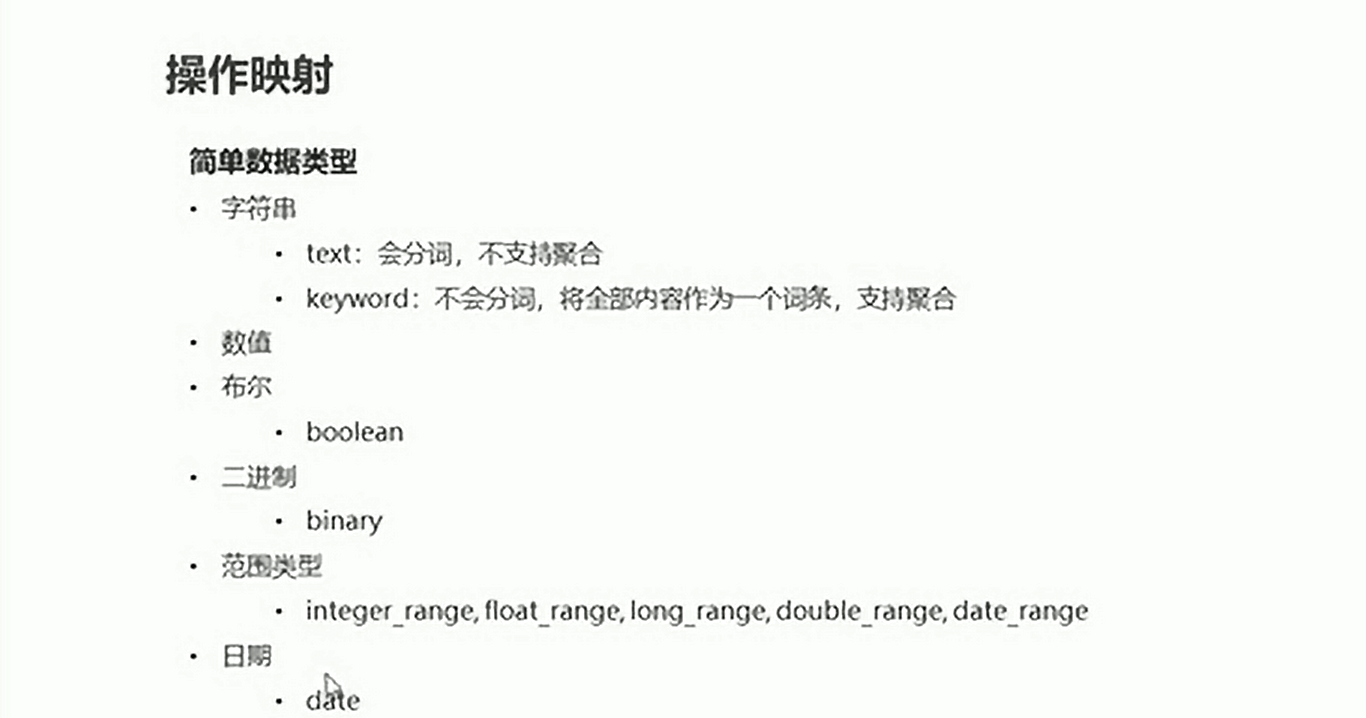 操作映射
简单数据类型
• 字符串
• text：会分词，不支持聚合
• keyword：不会分词，将全部内容作为一个词条，支持聚合
• 数值
• 布尔
• boolean
• 二进制
• binary
• 范围类型
• integer_range, float_range, long_range, double_range, date_range
• 日期
• date